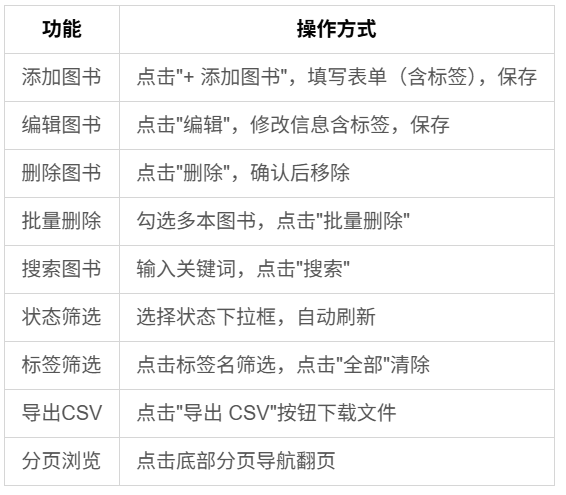 功能 操作方式
添加图书 点击"+ 添加图书"，填写表单（含标签），保存
编辑图书 点击"编辑"，修改信息含标签，保存
删除图书 点击"删除"，确认后移除
批量删除 勾选多本图书，点击"批量删除"
搜索图书 输入关键词，点击"搜索"
状态筛选 选择状态下拉框，自动刷新
标签筛选 点击标签名筛选，点击"全部"清除
导出CSV 点击"导出 CSV"按钮下载文件
分页浏览 点击底部分页导航翻页